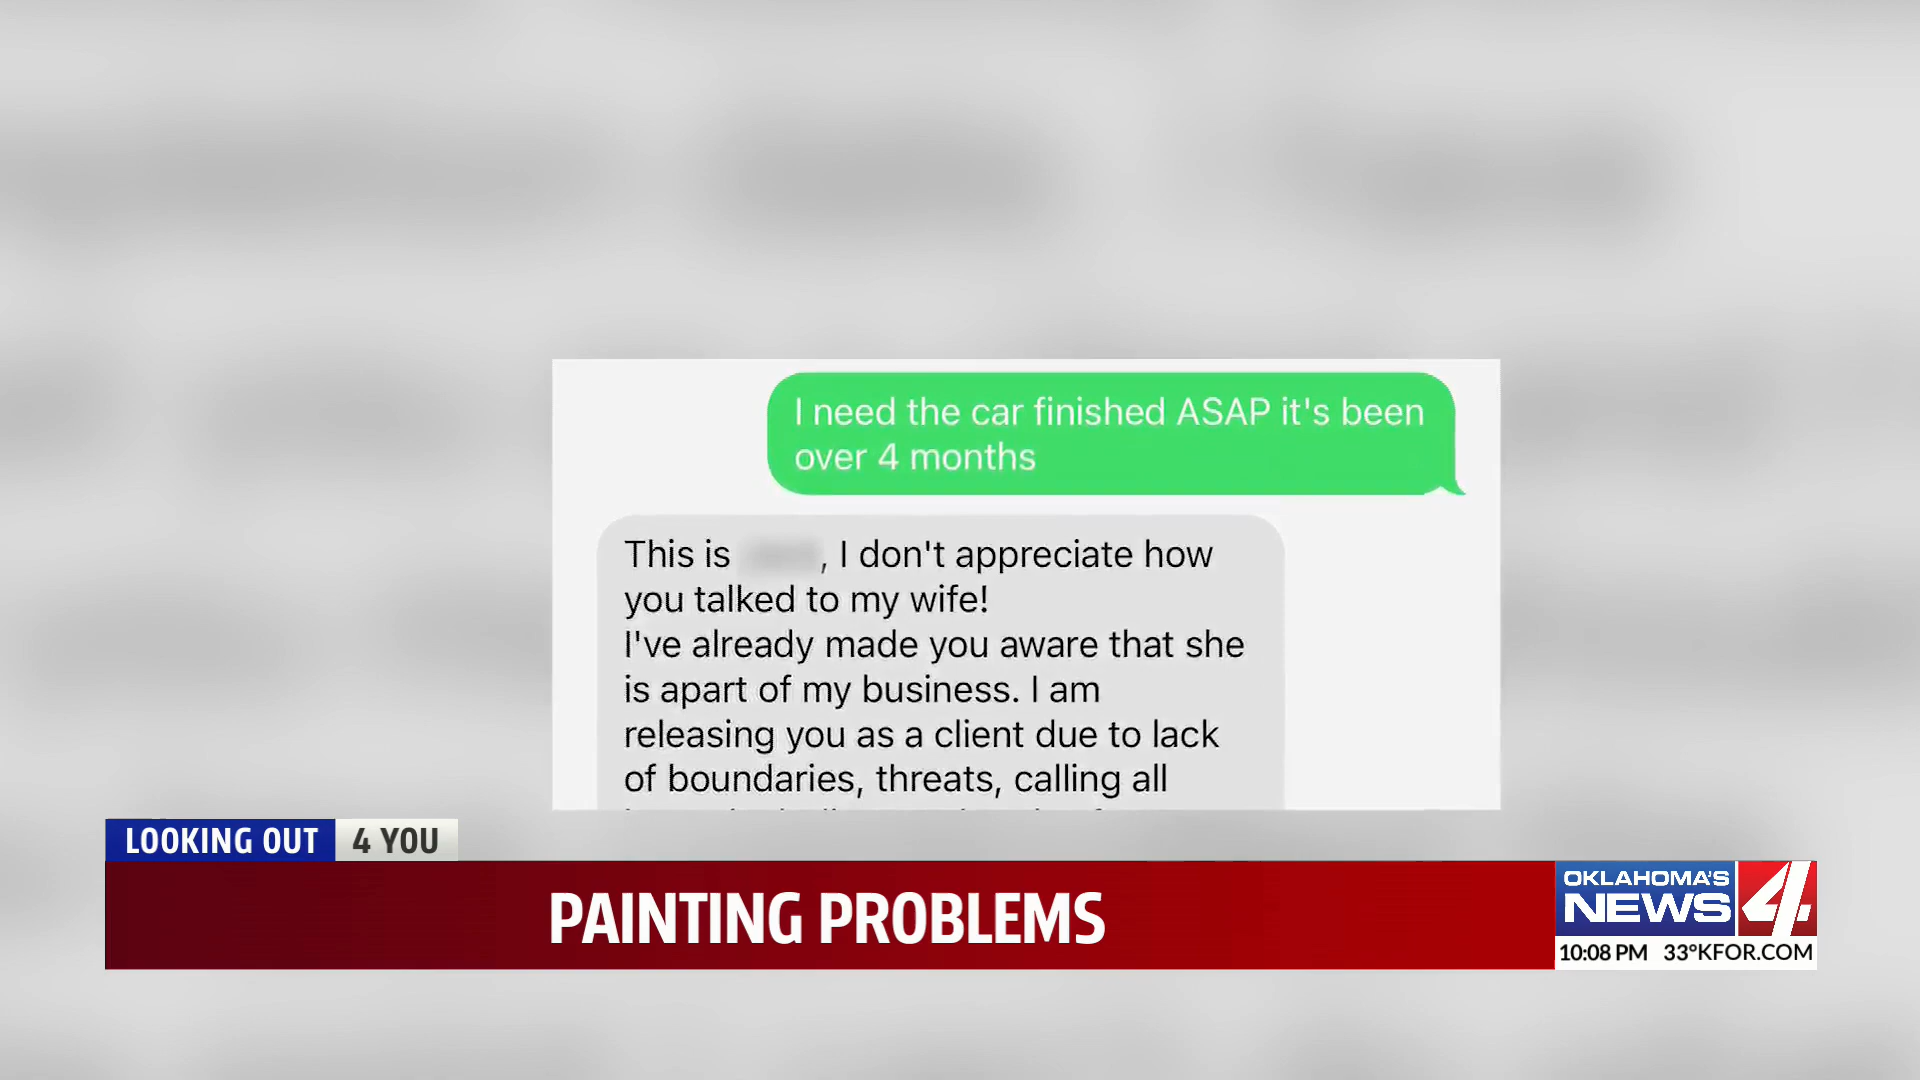 I need the car finished ASAP it's been
over 4 months
This is , I don't appreciate how
you talked to my wife!
I've already made you aware that she
is apart of my business. I am
releasing you as a client due to lack
of boundaries, threats, calling all
LOOKING OUT 4 YOU
PAINTING PROBLEMS
OKLAHOMA'S
NEWS 4
10:08 PM 33°KFOR.COM